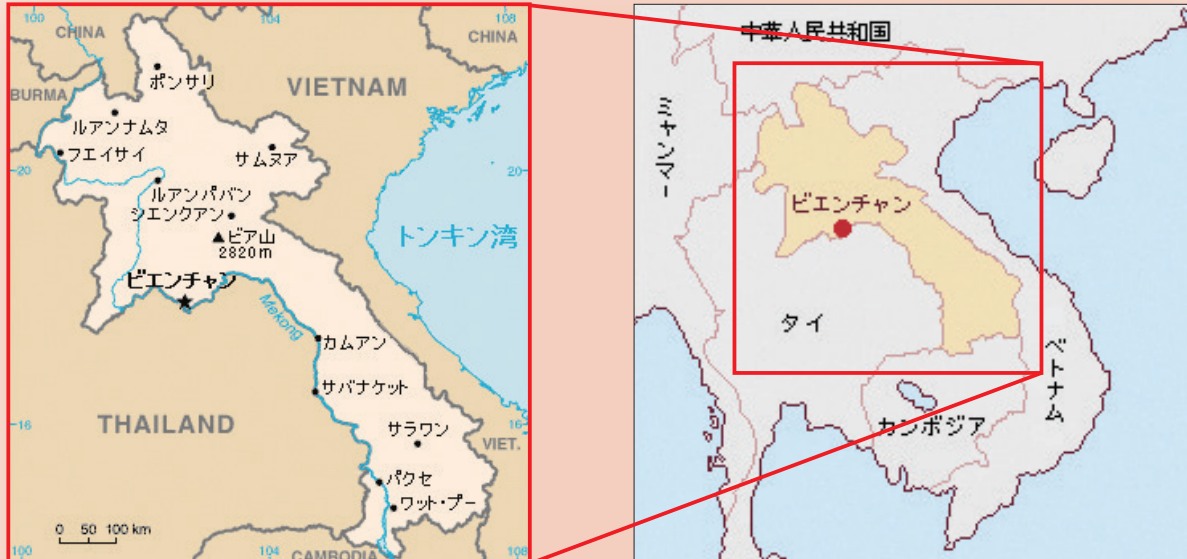 100
104
108
CHINA
CHINA
ポンサリ
VIETNAM
BURMA
ルアンナムタ
フエイサイ
サムヌア
20
20
ルアンパバン
シエンクアン
ビア山
2820m
トンキン湾
ビエンチャン
Mekong
カムアン
サバナケット
THAILAND
16
16
サラワン
VIET.
パクセ
ワット・プー
0 50 100 km
100
104
CAMBODIA
108
中華人民共和国
ミャンマー
ビエンチャン
タイ
ベトナム
カンボジア